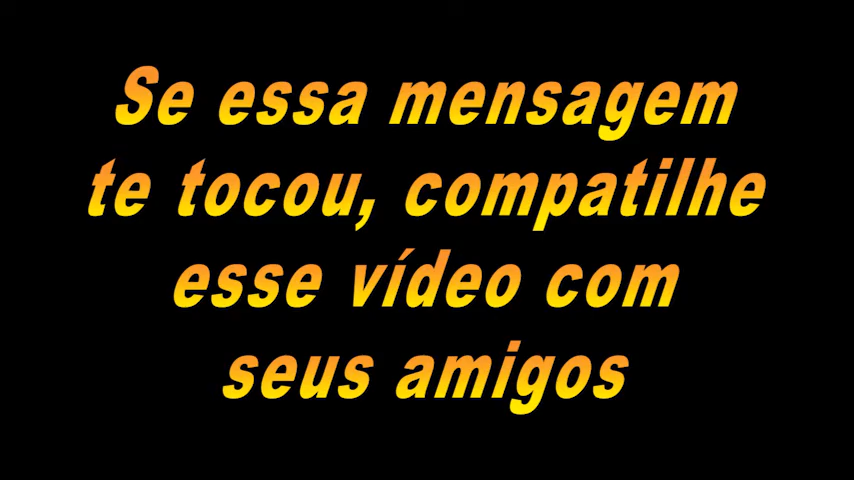 Se essa mensagem
te tocou, compatilhe
esse vídeo com
seus amigos